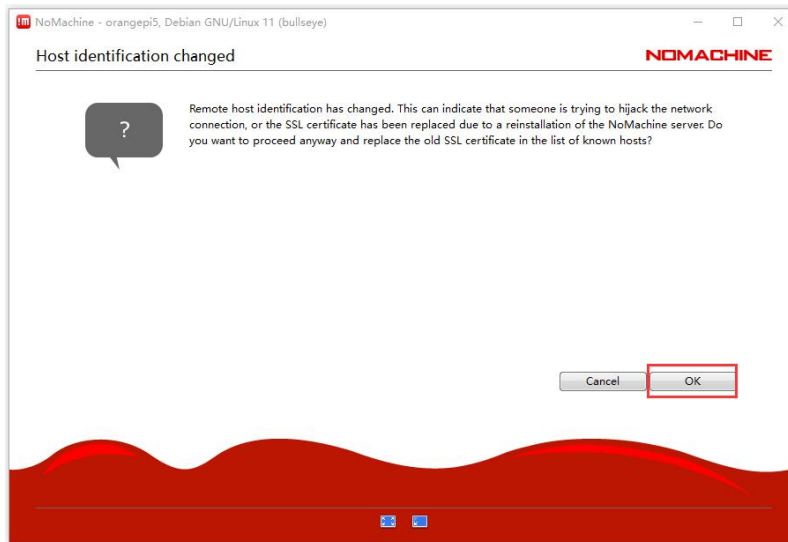 NoMachine - orangepi5, Debian GNU/Linux 11 (bullseye)
Host identification changed
NOMACHINE
?
Remote host identification has changed. This can indicate that someone is trying to hijack the network
connection, or the SSL certificate has been replaced due to a reinstallation of the NoMachine server. Do
you want to proceed anyway and replace the old SSL certificate in the list of known hosts?
Cancel
OK